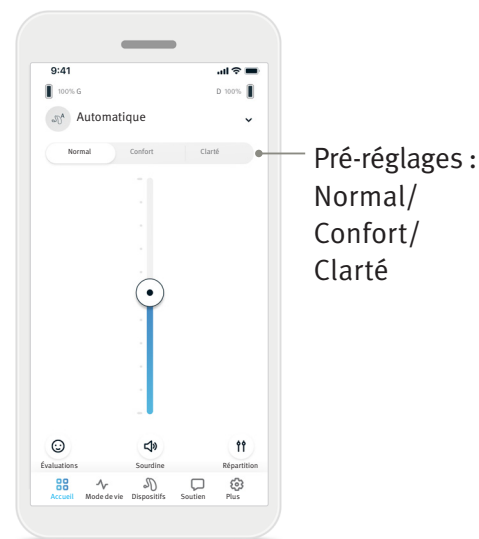 9:41
100% G
D 100%
Automatique
Normal Confort Clarté
Pré-réglages :
Normal/
Confort/
Clarté
Évaluations Sourdine Répartition
Accueil Mode de vie Dispositifs Soutien Plus